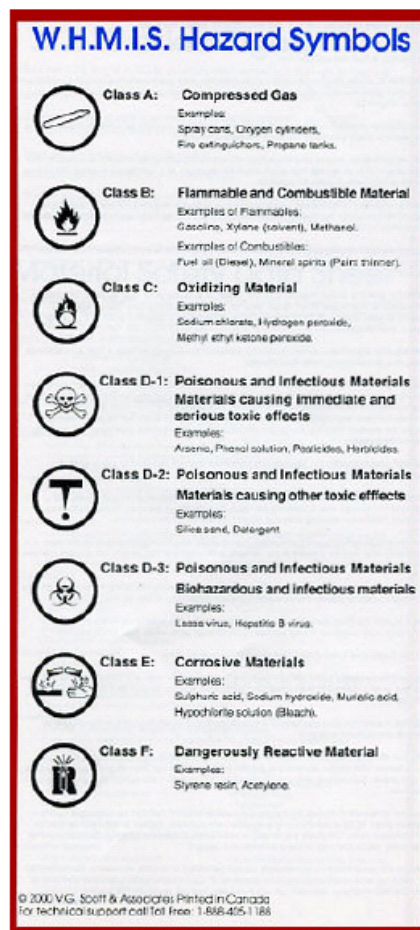 W.H.M.I.S. Hazard Symbols
Class A: Compressed Gas
Examples:
Spray cans, Oxygen cylinders,
Fire extinguishers, Propane tanks.
Class B: Flammable and Combustible Material
Examples of Flammables:
Gasoline, Xylene (solvent), Methanol.
Examples of Combustibles:
Fuel oil (Diesel), Mineral spirits (Paint thinner).
Class C: Oxidizing Material
Examples:
Sodium chlorate, Hydrogen peroxide,
Methyl ethyl ketone peroxide.
Class D-1: Poisonous and Infectious Materials
Materials causing immediate and
serious toxic effects
Examples:
Arsenic, Phenol solution, Pesticides, Herbicides.
Class D-2: Poisonous and Infectious Materials
Materials causing other toxic efffects
Examples:
Silica sand, Detergent
Class D-3: Poisonous and Infectious Materials
Biohazardous and infectious materials
Examples:
Lassa virus, Hepatitis B virus.
Class E: Corrosive Materials
Examples:
Sulphuric acid, Sodium hydroxide, Muriatic acid,
Hypochlorite solution (Bleach).
Class F: Dangerously Reactive Material
R
Examples:
Styrene resin, Acetylene.
© 2000 V.G. Scott & Associates Printed in Canada
For technical support call Toll Free: 1-888-405-1188